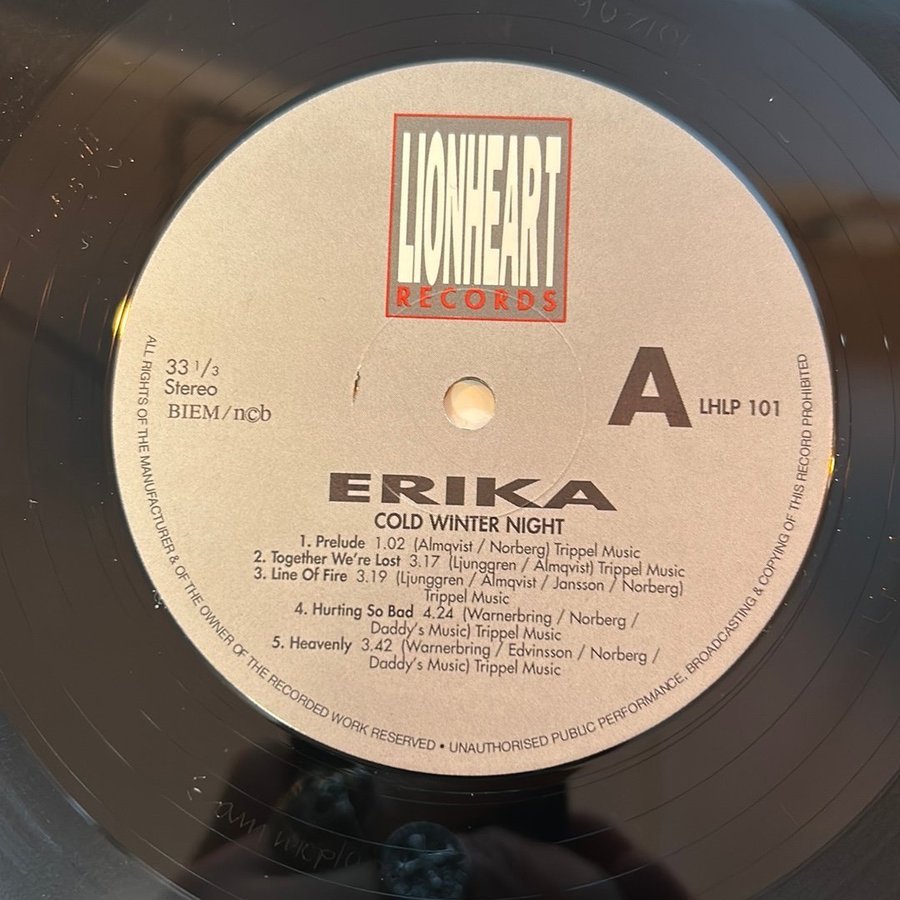 LIONHEART
RECORDS
33 1/3
Stereo
BIEM/n©b
A
LHLP 101
ERIKA
COLD WINTER NIGHT
1. Prelude 1.02 (Almqvist / Norberg) Trippel Music
2. Together We're Lost 3.17 (Ljunggren / Almqvist) Trippel Music
3. Line Of Fire 3.19 (Ljunggren / Almqvist / Jansson / Norberg)
Trippel Music
4. Hurting So Bad 4.24 (Warnerbring / Norberg /
Daddy's Music) Trippel Music
5. Heavenly 3.42 (Warnerbring / Edvinsson / Norberg /
Daddy's Music) Trippel Music
ALL RIGHTS OF THE MANUFACTURER & OF THE OWNER OF THE RECORDED WORK RESERVED • UNAUTHORISED PUBLIC PERFORMANCE, BROADCASTING & COPYING OF THIS RECORD PROHIBITED